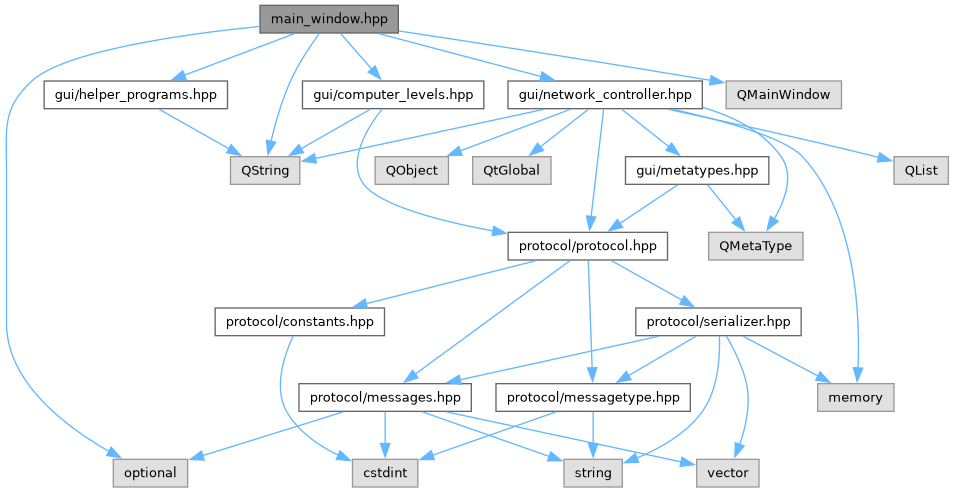 main_window.hpp
gui/helper_programs.hpp
gui/computer_levels.hpp
gui/network_controller.hpp
QMainWindow
QString
QObject
QtGlobal
gui/metatypes.hpp
QList
protocol/protocol.hpp
QMetaType
protocol/constants.hpp
protocol/serializer.hpp
protocol/messages.hpp
protocol/messagetype.hpp
memory
optional
cstdint
string
vector